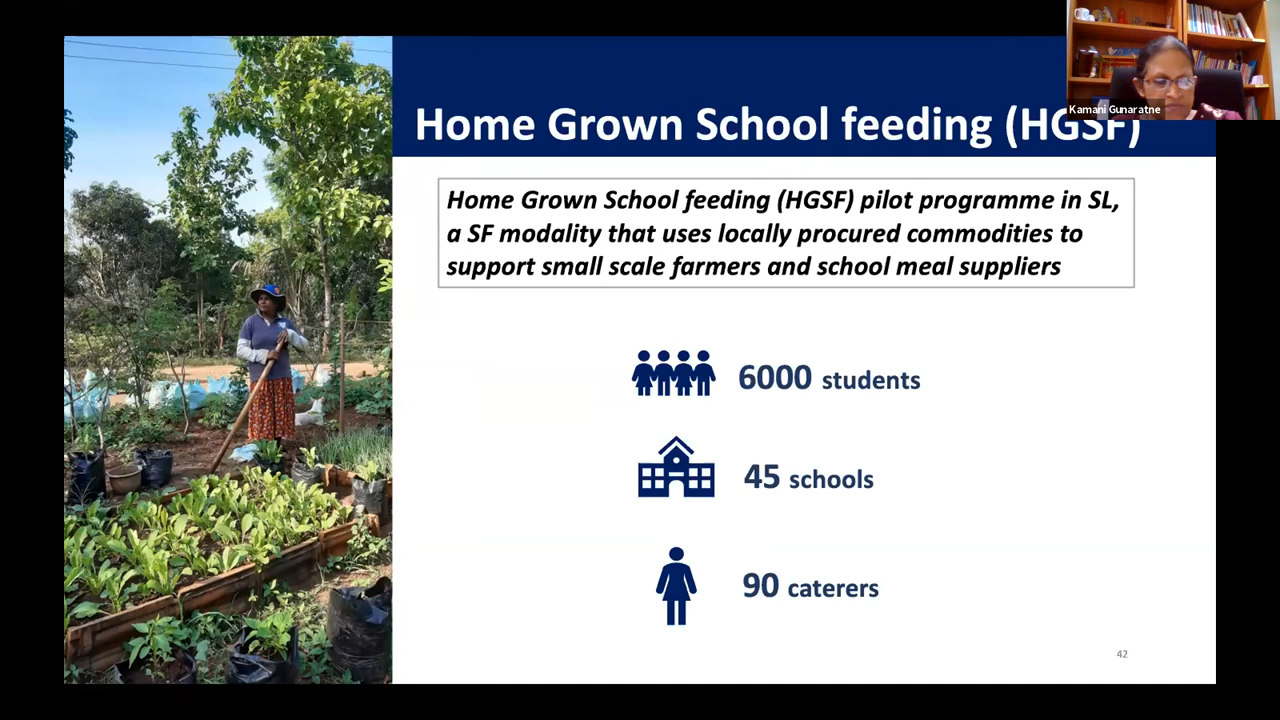 Kamani Gunaratne
Home Grown School feeding (HGSF)
Home Grown School feeding (HGSF) pilot programme in SL,
a SF modality that uses locally procured commodities to
support small scale farmers and school meal suppliers
6000 students
45 schools
90 caterers
42